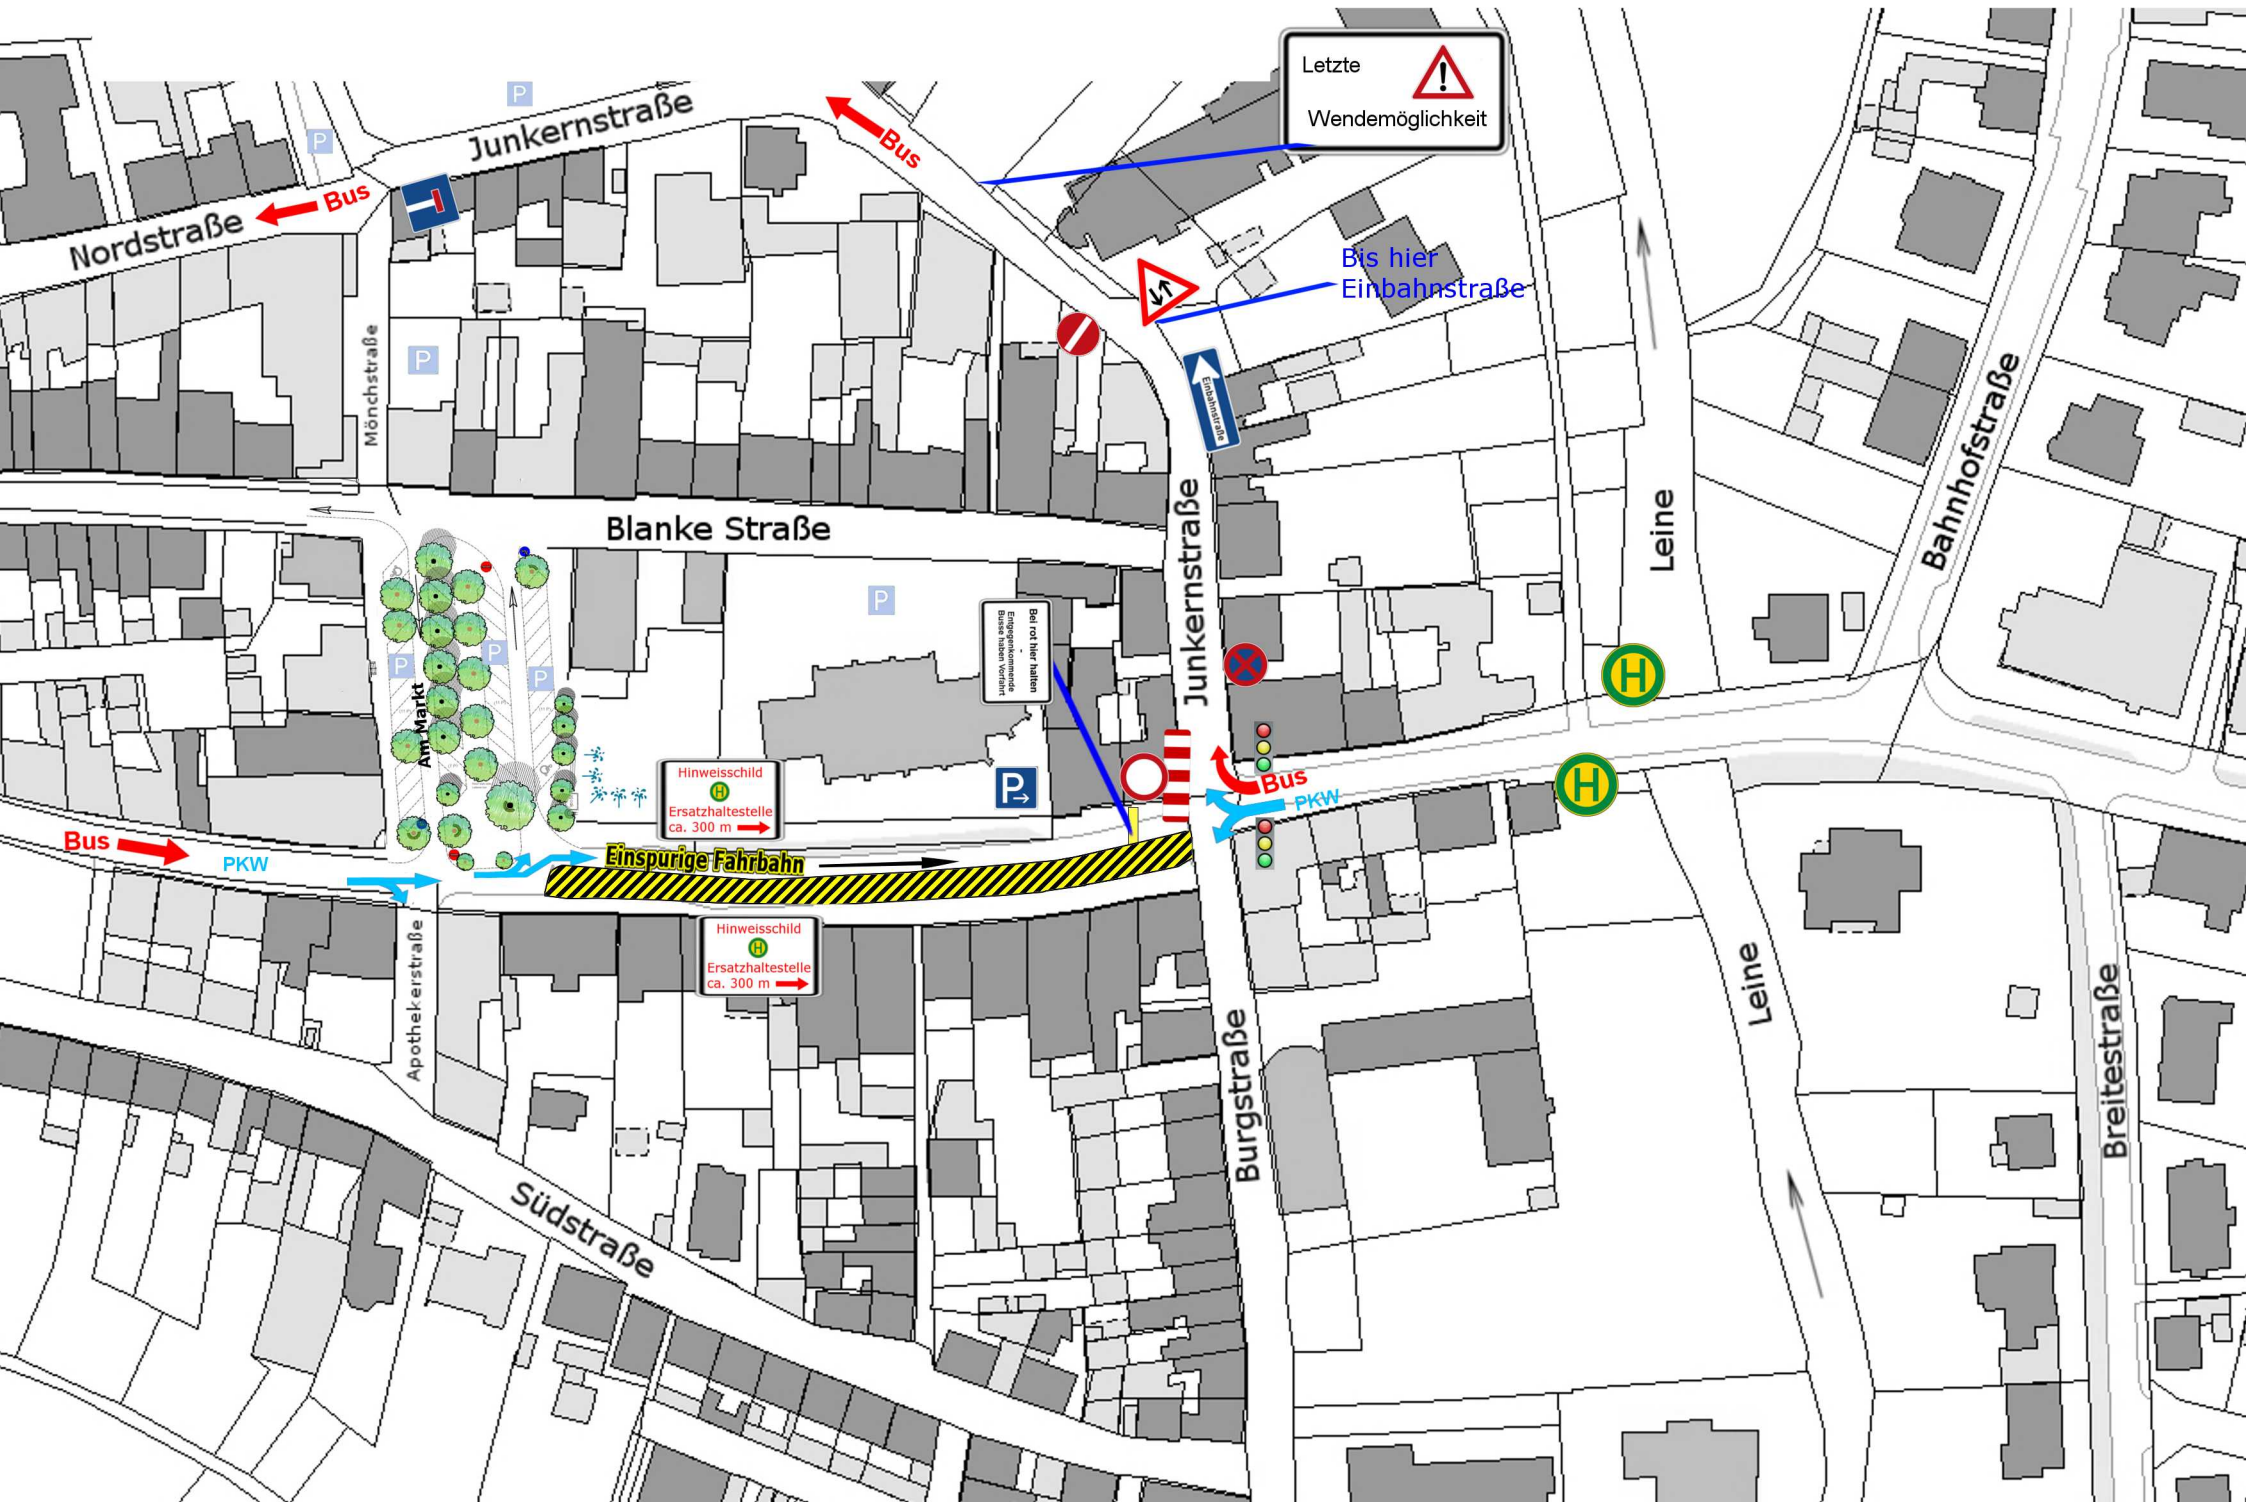 Letzte
Wendemöglichkeit
P
Junkernstraße
Bus
P
Bus
Nordstraße
Bis hier
Einbahnstraße
Mönchstraße
P
Einbahnstraße
Bahnhofstraße
Leine
Blanke Straße
Junkernstraße
P
Bei rot hier halten
-
Entgegenkommende
Busse haben Vorfahrt
P
P
P
Am Markt
H
H
Bus
PKW
P
Hinweisschild
H
Ersatzhaltestelle
ca. 300 m
Bus
PKW
Einspurige Fahrbahn
Hinweisschild
H
Ersatzhaltestelle
ca. 300 m
Apothekerstraße
Leine
Breitestraße
Burgstraße
Südstraße